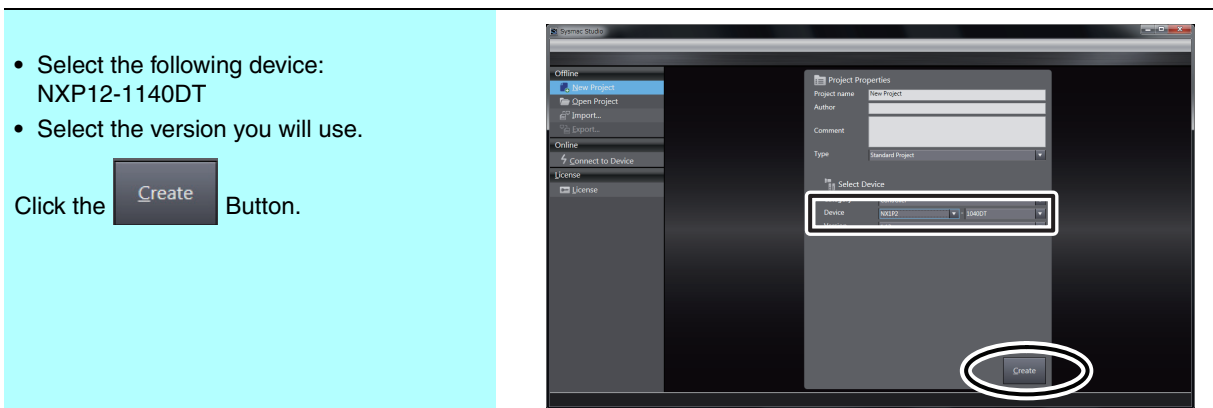 • Select the following device:
NXP12-1140DT
• Select the version you will use.
Click the Create Button.
Sysmac Studio
Offline
New Project
Open Project
Import...
Export...
Online
Connect to Device
License
License
Project Properties
Project name New Project
Author
Comment
Type Standard Project
Select Device
Device NX1P2 - 1040DT
Create